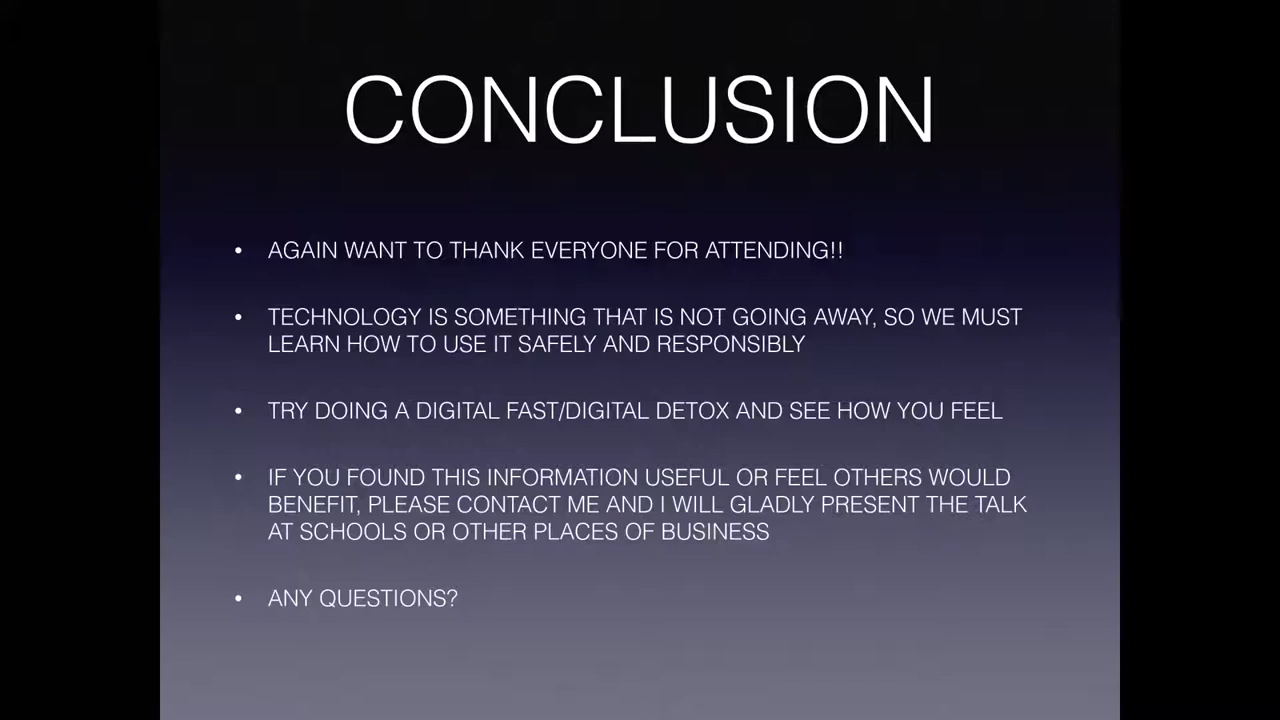 CONCLUSION
• AGAIN WANT TO THANK EVERYONE FOR ATTENDING!!
• TECHNOLOGY IS SOMETHING THAT IS NOT GOING AWAY, SO WE MUST
LEARN HOW TO USE IT SAFELY AND RESPONSIBLY
• TRY DOING A DIGITAL FAST/DIGITAL DETOX AND SEE HOW YOU FEEL
• IF YOU FOUND THIS INFORMATION USEFUL OR FEEL OTHERS WOULD
BENEFIT, PLEASE CONTACT ME AND I WILL GLADLY PRESENT THE TALK
AT SCHOOLS OR OTHER PLACES OF BUSINESS
• ANY QUESTIONS?